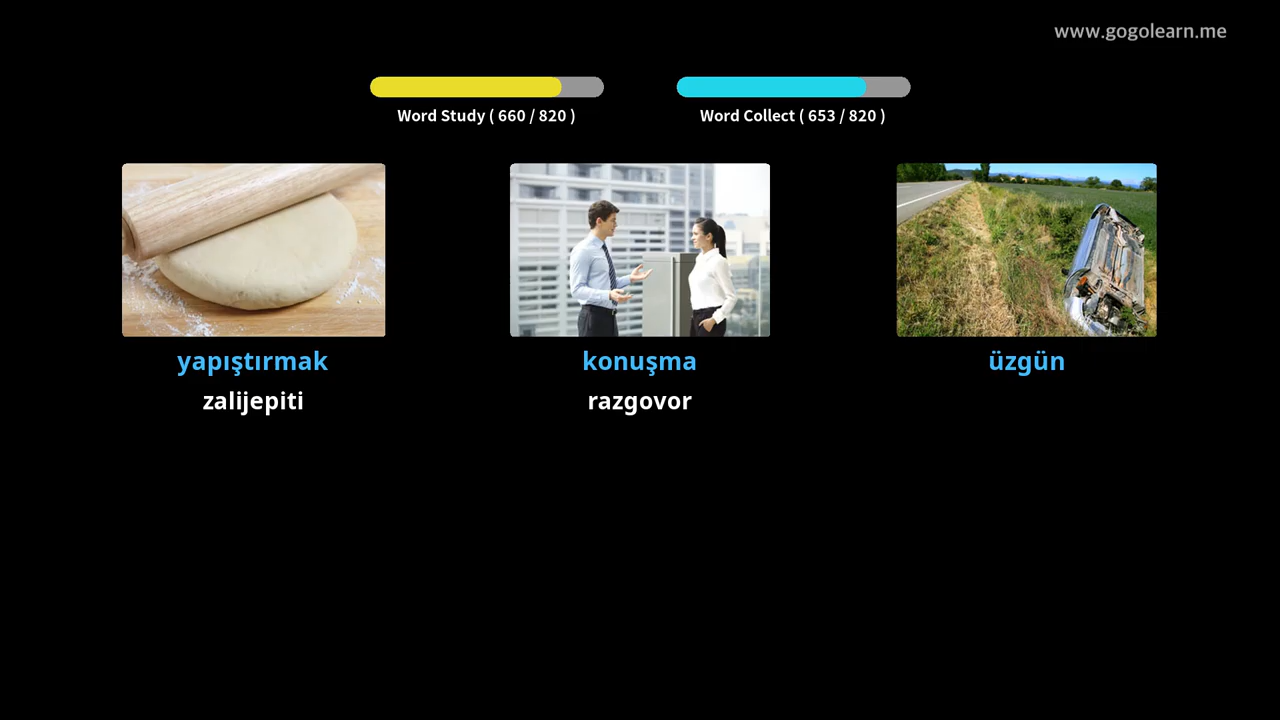 www.gogolearn.me
Word Study ( 660 / 820 )
Word Collect ( 653 / 820 )
yapıştırmak
zalijepiti
konuşma
razgovor
üzgün